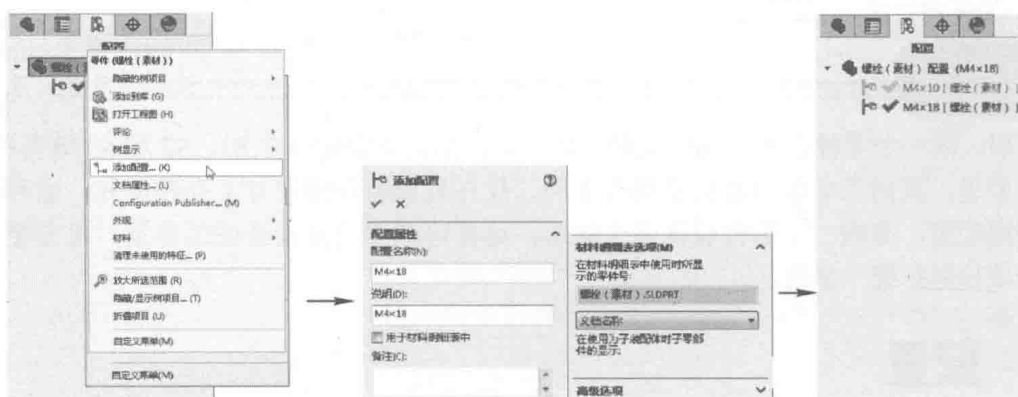 配置
螺栓（
零件 (螺栓（素材）)
隐藏的树项目
添加到库 (G)
打开工程图 (H)
评论
树显示
添加配置... (K)
文档属性... (L)
Configuration Publisher... (M)
外观
材料
清理未使用的特征... (P)
放大所选范围 (R)
隐藏/显示树项目... (T)
折叠项目 (U)
自定义菜单(M)
自定义菜单(M)
添加配置
配置属性
配置名称(N):
M4×18
说明(D):
M4×18
用于材料明细表中
备注(C):
材料明细表选项(M)
在材料明细表中使用时所显
示的零件号:
螺栓（素材）.SLDPRT
文档名称
在使用为子装配体时子零部
件的显示:
高级选项
配置
螺栓（素材） 配置 (M4×18)
M4×10 [ 螺栓（素材） ]
M4×18 [ 螺栓（素材） ]